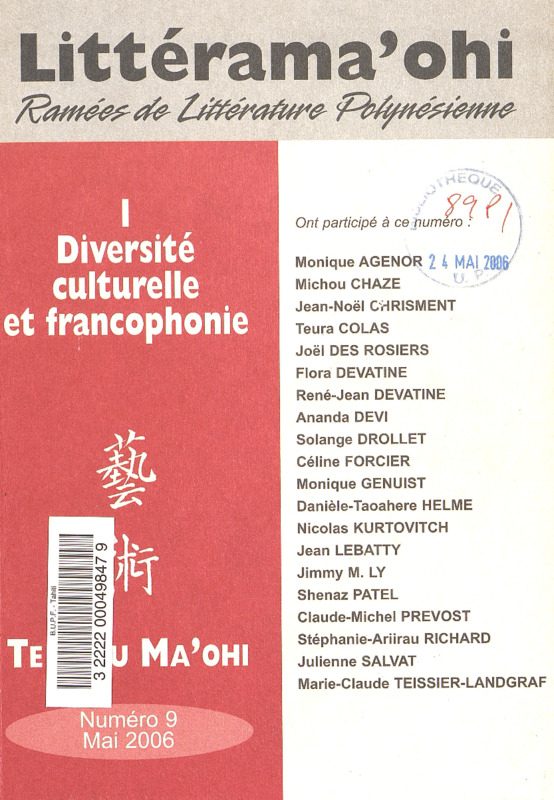 Littérama'ohi
Ramées de Littérature Polynésienne
I
Diversité
culturelle
et francophonie
藝
術
MA'OHI
Numéro 9
Mai 2006
B.U.P.F. - Tahiti
3 2222 00049847 9
BIBLIOTHEQUE
24 MAI 2006
Ont participé à ce numéro :
Monique AGENOR
Michou CHAZE
Jean-Noël CHRISMENT
Teura COLAS
Joël DES ROSIERS
Flora DEVATINE
René-Jean DEVATINE
Ananda DEVI
Solange DROLLET
Céline FORCIER
Monique GENUIST
Danièle-Taoahere HELME
Nicolas KURTOVITCH
Jean LEBATTY
Jimmy M. LY
Shenaz PATEL
Claude-Michel PREVOST
Stéphanie-Ariirau RICHARD
Julienne SALVAT
Marie-Claude TEISSIER-LANDGRAF